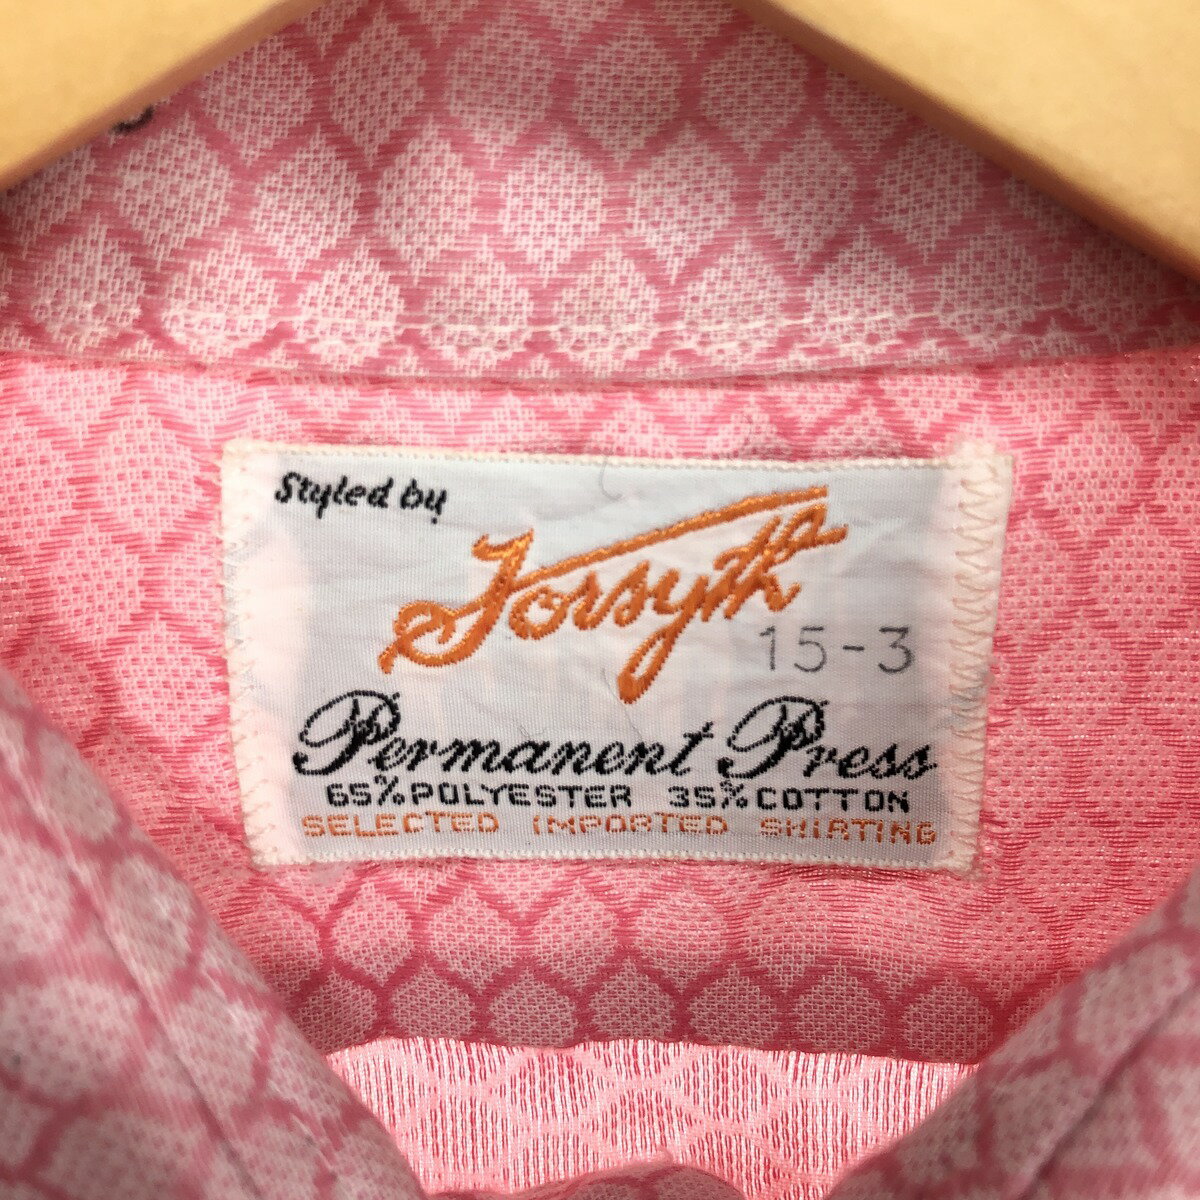 Styled by
Forsyth
15-3
Permanent Press
65% POLYESTER 35% COTTON
SELECTED IMPORTED SHIRTING